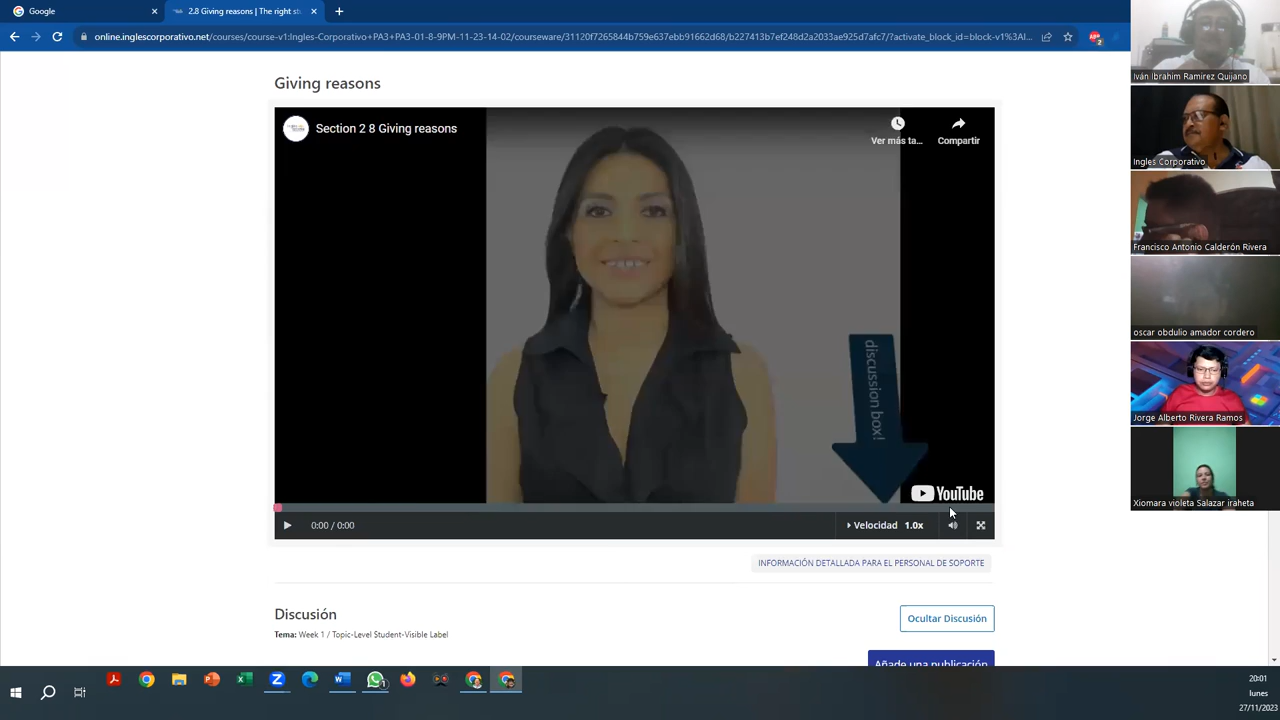 Google
2.8 Giving reasons | The right st
online.inglescorporativo.net/courses/course-v1:Ingles-Corporativo+PA3+PA3-01-8-9PM-11-23-14-02/courseware/31120f7265844b759e637ebb91662d68/b227413b7ef248d2a2033ae925d7afc7/?activate_block_id=block-v1%3AI...
Giving reasons
Section 2 8 Giving reasons
Ver más ta...
Compartir
discussion box!
YouTube
0:00 / 0:00
Velocidad 1.0x
INFORMACIÓN DETALLADA PARA EL PERSONAL DE SOPORTE
Discusión
Tema: Week 1 / Topic-Level Student-Visible Label
Ocultar Discusión
Añade una publicación
Iván Ibrahim Ramirez Quijano
Ingles Corporativo
Francisco Antonio Calderón Rivera
oscar obdulio amador cordero
Jorge Alberto Rivera Ramos
Xiomara violeta Salazar iraheta
20:01
lunes
27/11/2023